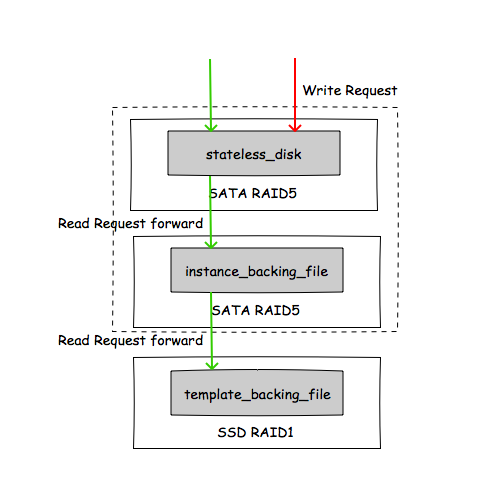 Write Request
stateless_disk
SATA RAID5
Read Request forward
instance_backing_file
SATA RAID5
Read Request forward
template_backing_file
SSD RAID1